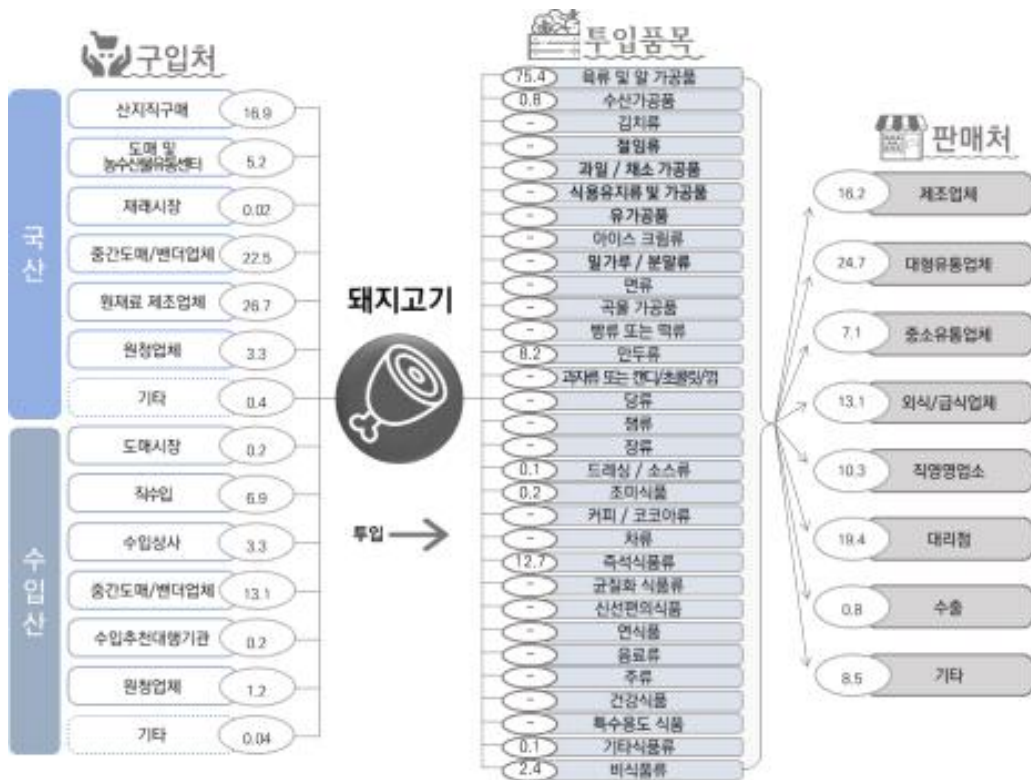 구입처
국산
산지직구매 16.9
도매 및
농수산물유통센터 5.2
재래시장 0.02
중간도매/밴더업체 22.5
원재료 제조업체 26.7
원청업체 3.3
기타 0.4
수입산
도매시장 0.2
직수입 6.9
수입상사 3.3
중간도매/밴더업체 13.1
수입추천대행기관 0.2
원청업체 1.2
기타 0.04
돼지고기
투입
투입품목
75.4 육류 및 알 가공품
0.8 수산가공품
- 김치류
- 절임류
- 과일 / 채소 가공품
- 식용유지류 및 가공품
- 유가공품
- 아이스 크림류
- 밀가루 / 분말류
- 면류
- 곡물 가공품
- 빵류 또는 떡류
8.2 만두류
- 과자류 또는 캔디/초콜릿/껌
- 당류
- 잼류
- 장류
0.1 드레싱 / 소스류
0.2 조미식품
- 커피 / 코코아류
- 차류
12.7 즉석식품류
- 균질화 식품류
- 신선편의식품
- 연식품
- 음료류
- 주류
- 건강식품
- 특수용도 식품
0.1 기타식품류
2.4 비식품류
판매처
16.2 제조업체
24.7 대형유통업체
7.1 중소유통업체
13.1 외식/급식업체
10.3 직영영업소
19.4 대리점
0.8 수출
8.5 기타